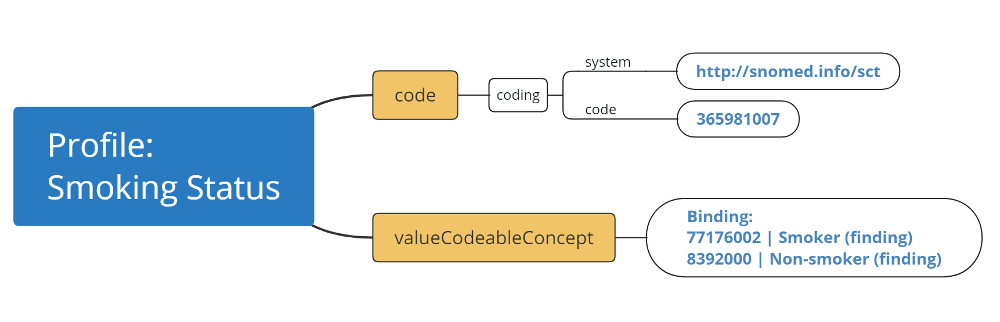 Profile:
Smoking Status
code
coding
system
http://snomed.info/sct
code
365981007
valueCodeableConcept
Binding:
77176002 | Smoker (finding)
8392000 | Non-smoker (finding)